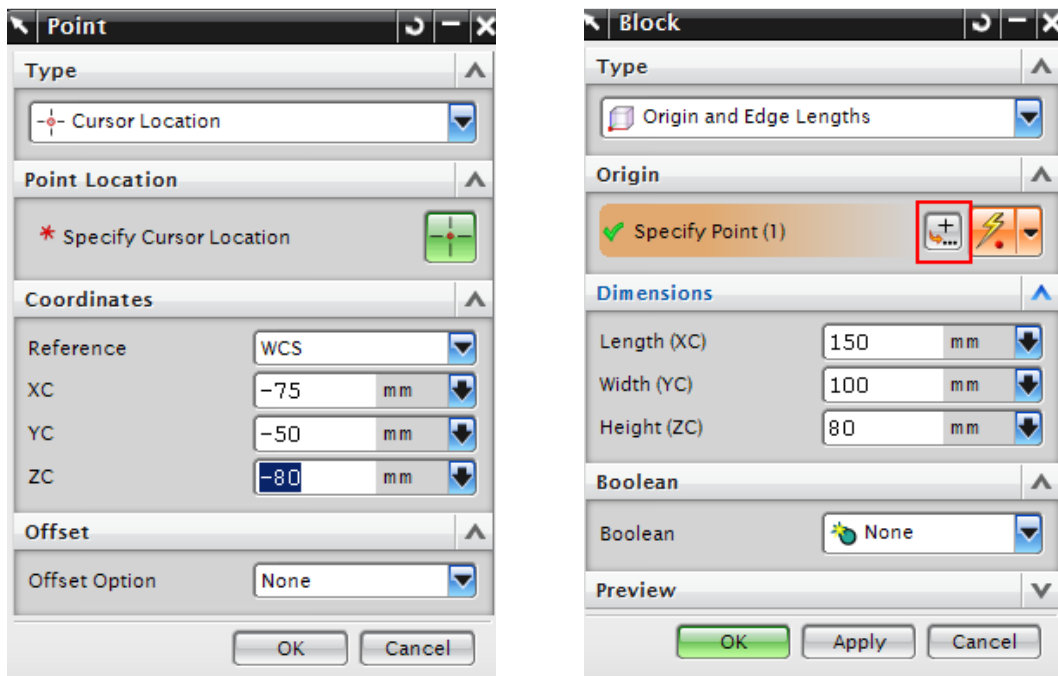 Point
Type
Cursor Location
Point Location
* Specify Cursor Location
Coordinates
Reference WCS
XC -75 mm
YC -50 mm
ZC -80 mm
Offset
Offset Option None
OK Cancel
Block
Type
Origin and Edge Lengths
Origin
Specify Point (1)
Dimensions
Length (XC) 150 mm
Width (YC) 100 mm
Height (ZC) 80 mm
Boolean
Boolean None
Preview
OK Apply Cancel